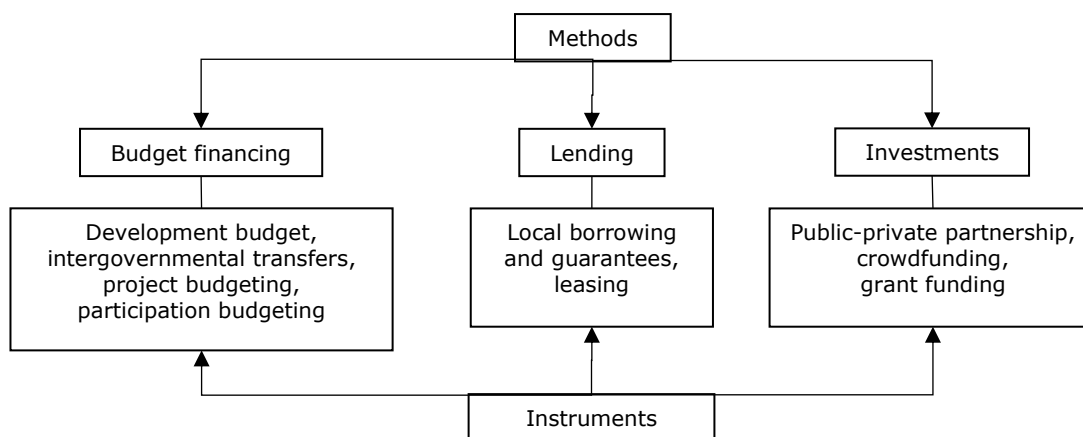 Methods
Budget financing
Lending
Investments
Development budget,
intergovernmental transfers,
project budgeting,
participation budgeting
Local borrowing
and guarantees,
leasing
Public-private partnership,
crowdfunding,
grant funding
Instruments